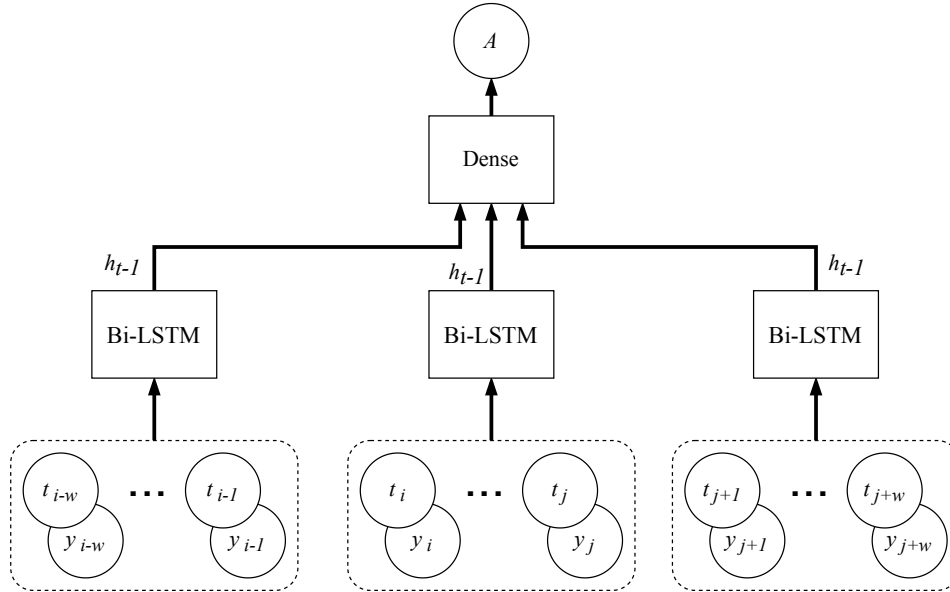 A
Dense
h_{t-1} h_{t-1} h_{t-1}
Bi-LSTM Bi-LSTM Bi-LSTM
t_{i-w} ... t_{i-1} t_i ... t_j t_{j+1} ... t_{j+w}
y_{i-w} y_{i-1} y_i y_j y_{j+1} y_{j+w}